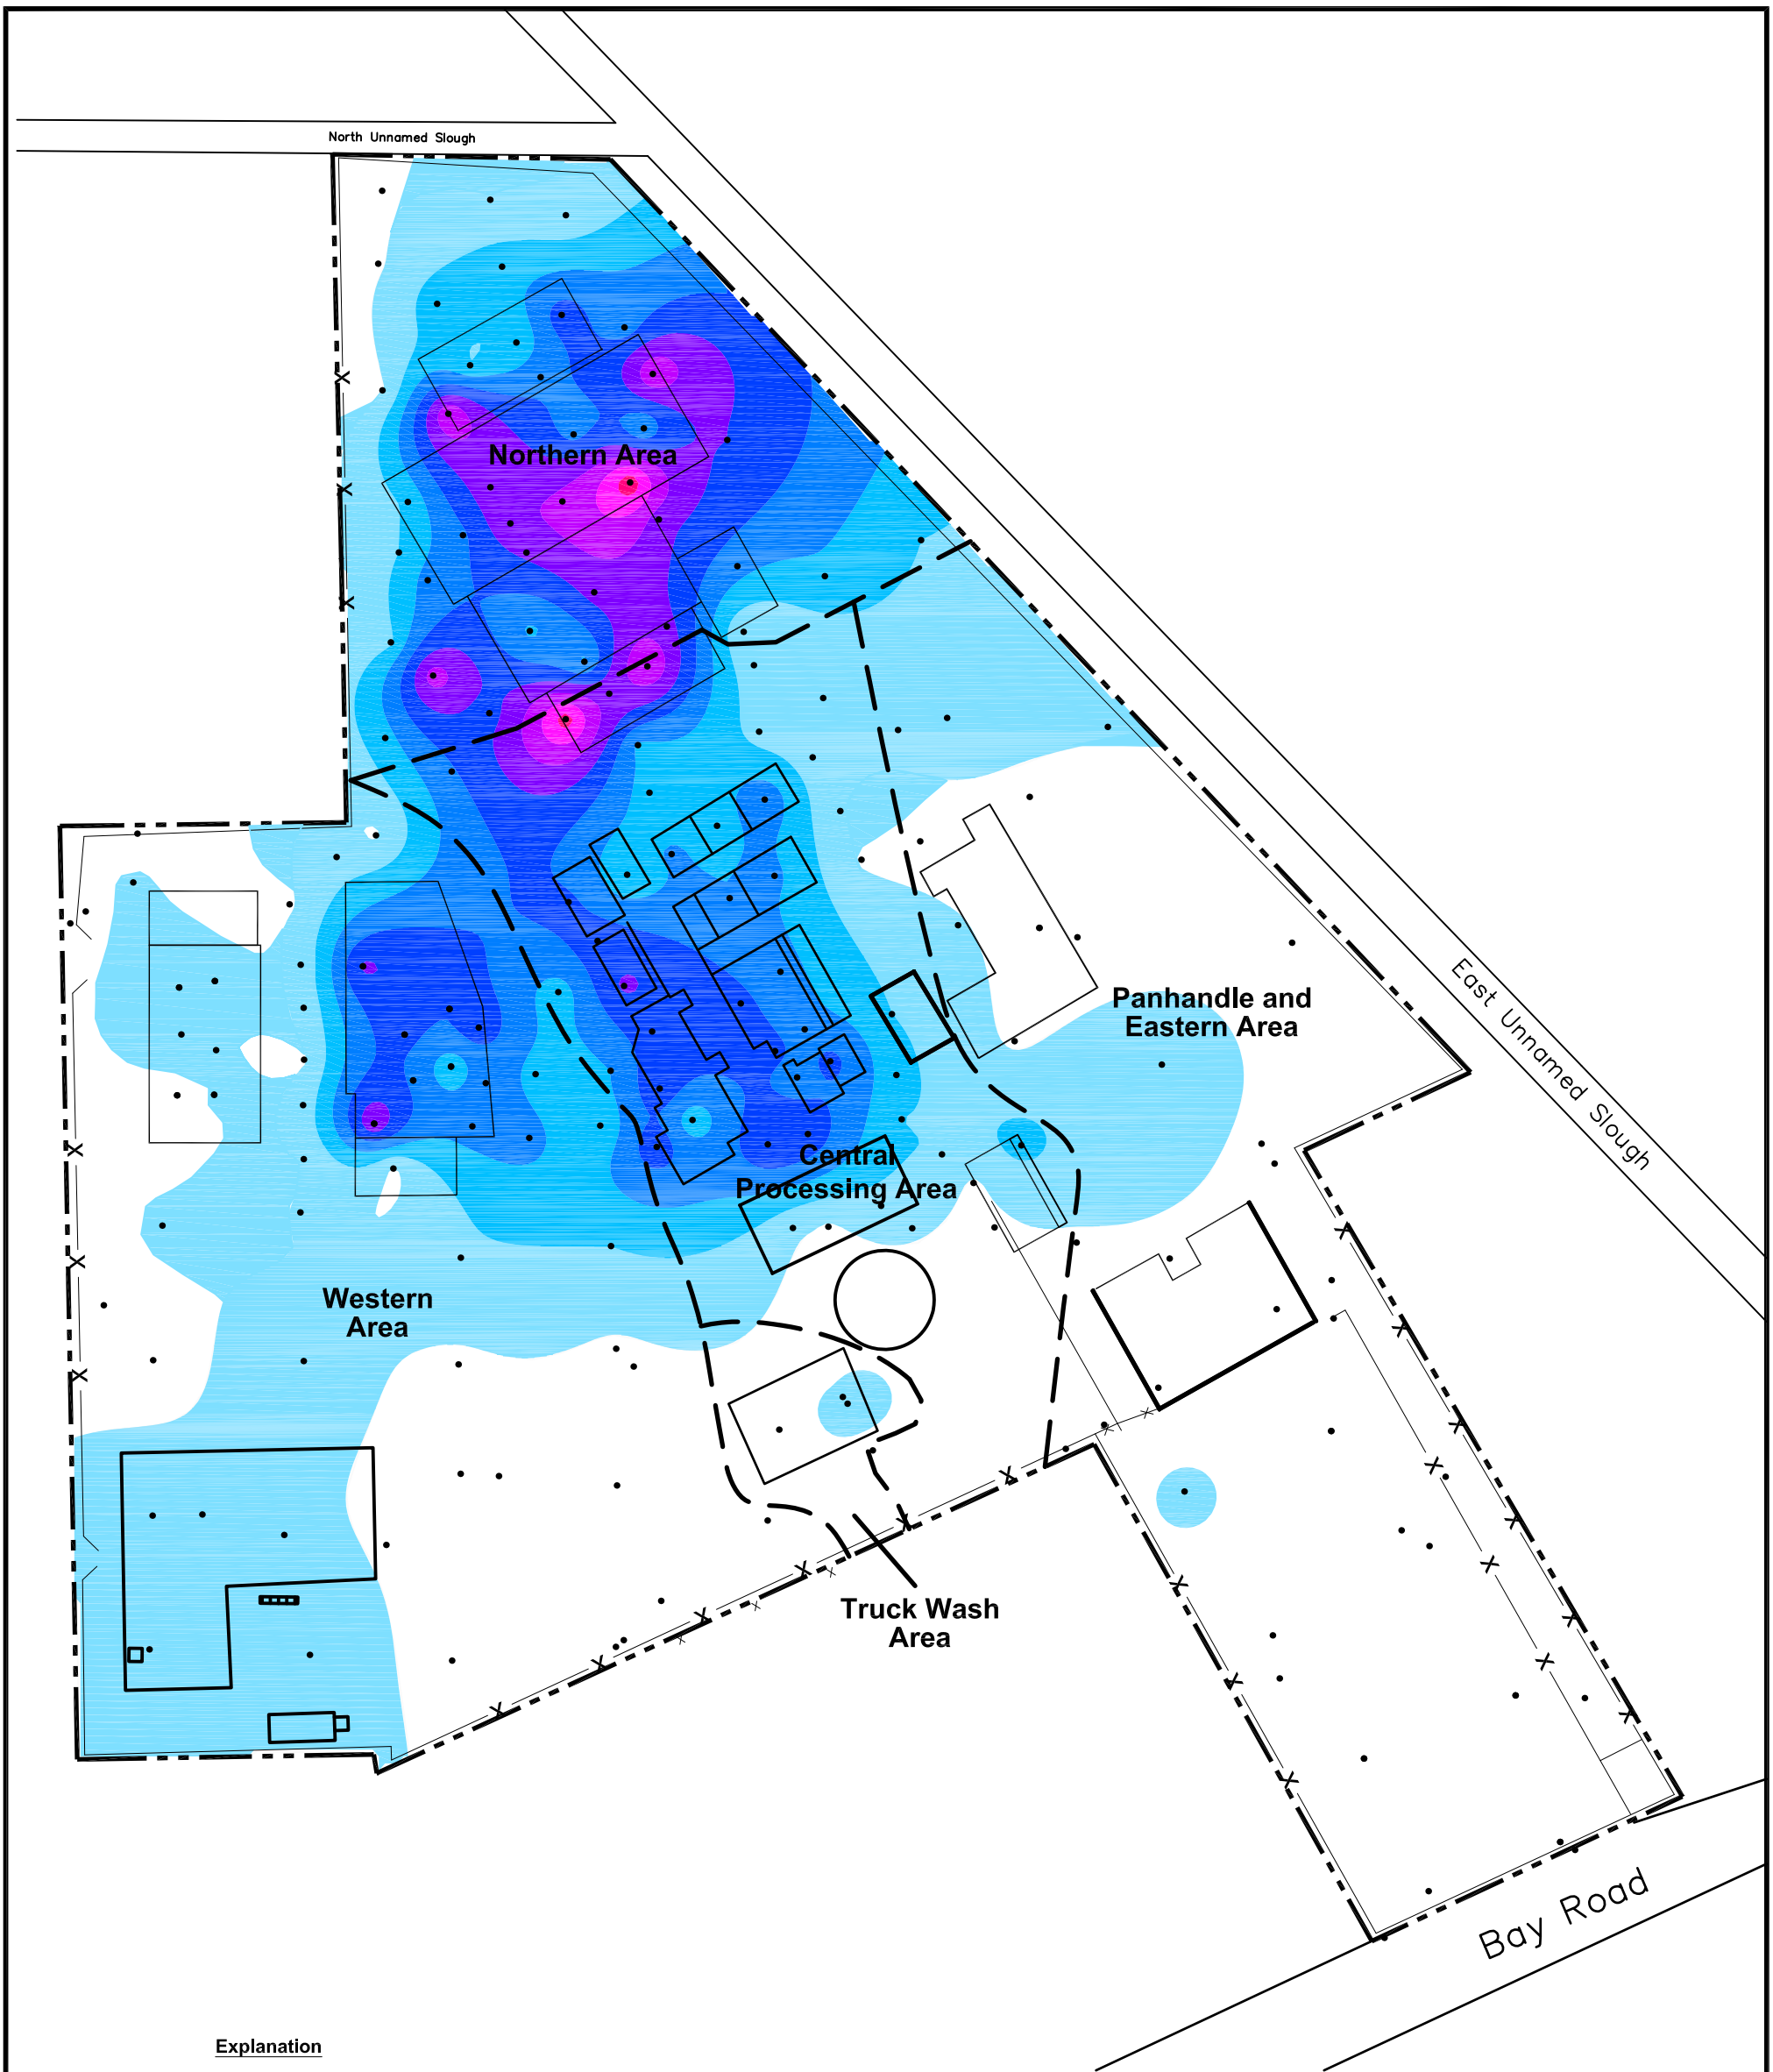 North Unnamed Slough
Northern Area
East Unnamed Slough
Panhandle and
Eastern Area
Central
Processing Area
Western
Area
Truck Wash
Area
Bay Road
Explanation